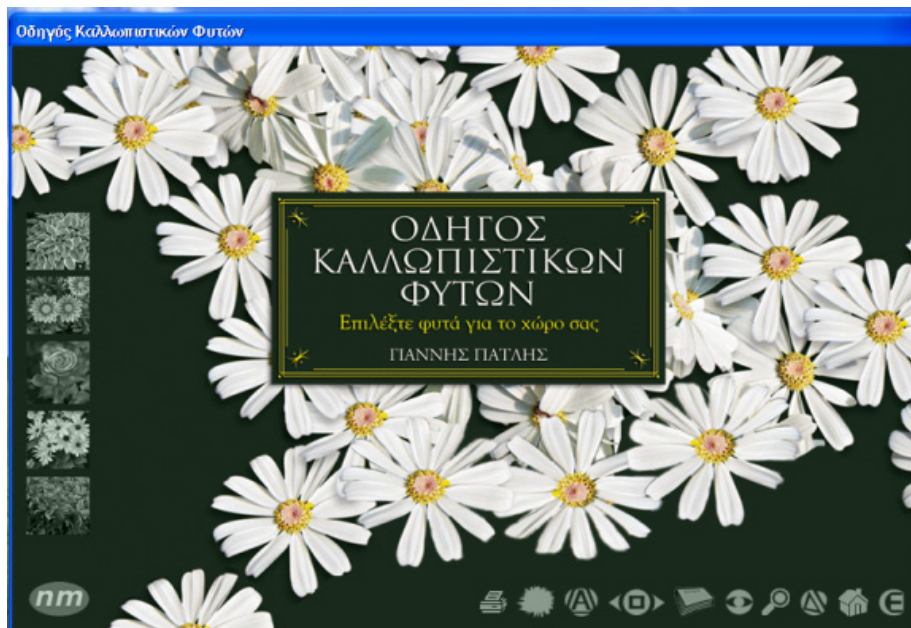 Οδηγός Καλλωπιστικών Φυτών
ΟΔΗΓΟΣ
ΚΑΛΛΩΠΙΣΤΙΚΩΝ
ΦΥΤΩΝ
Επιλέξτε φυτά για το χώρο σας
ΓΙΑΝΝΗΣ ΠΑΤΛΗΣ
nm